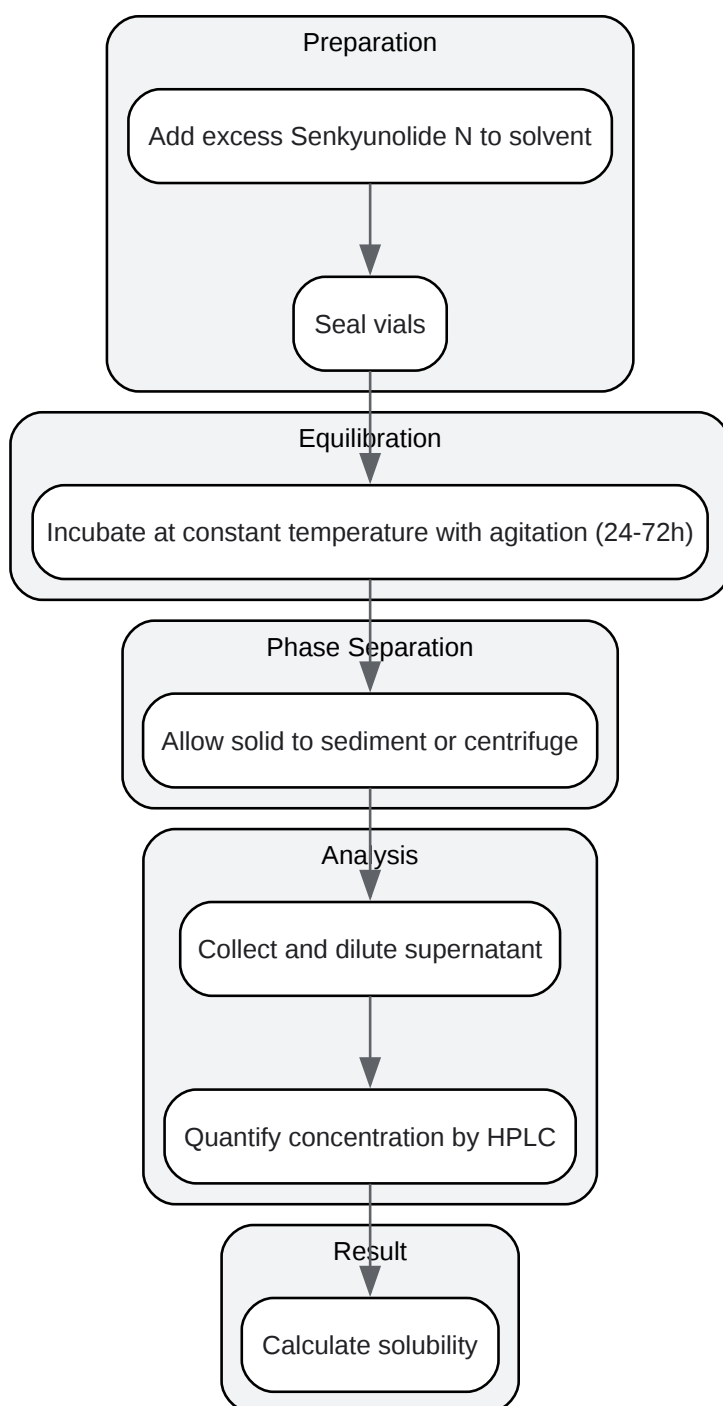 Preparation
Add excess Senkyunolide N to solvent
Seal vials
Equilibration
Incubate at constant temperature with agitation (24-72h)
Phase Separation
Allow solid to sediment or centrifuge
Analysis
Collect and dilute supernatant
Quantify concentration by HPLC
Result
Calculate solubility